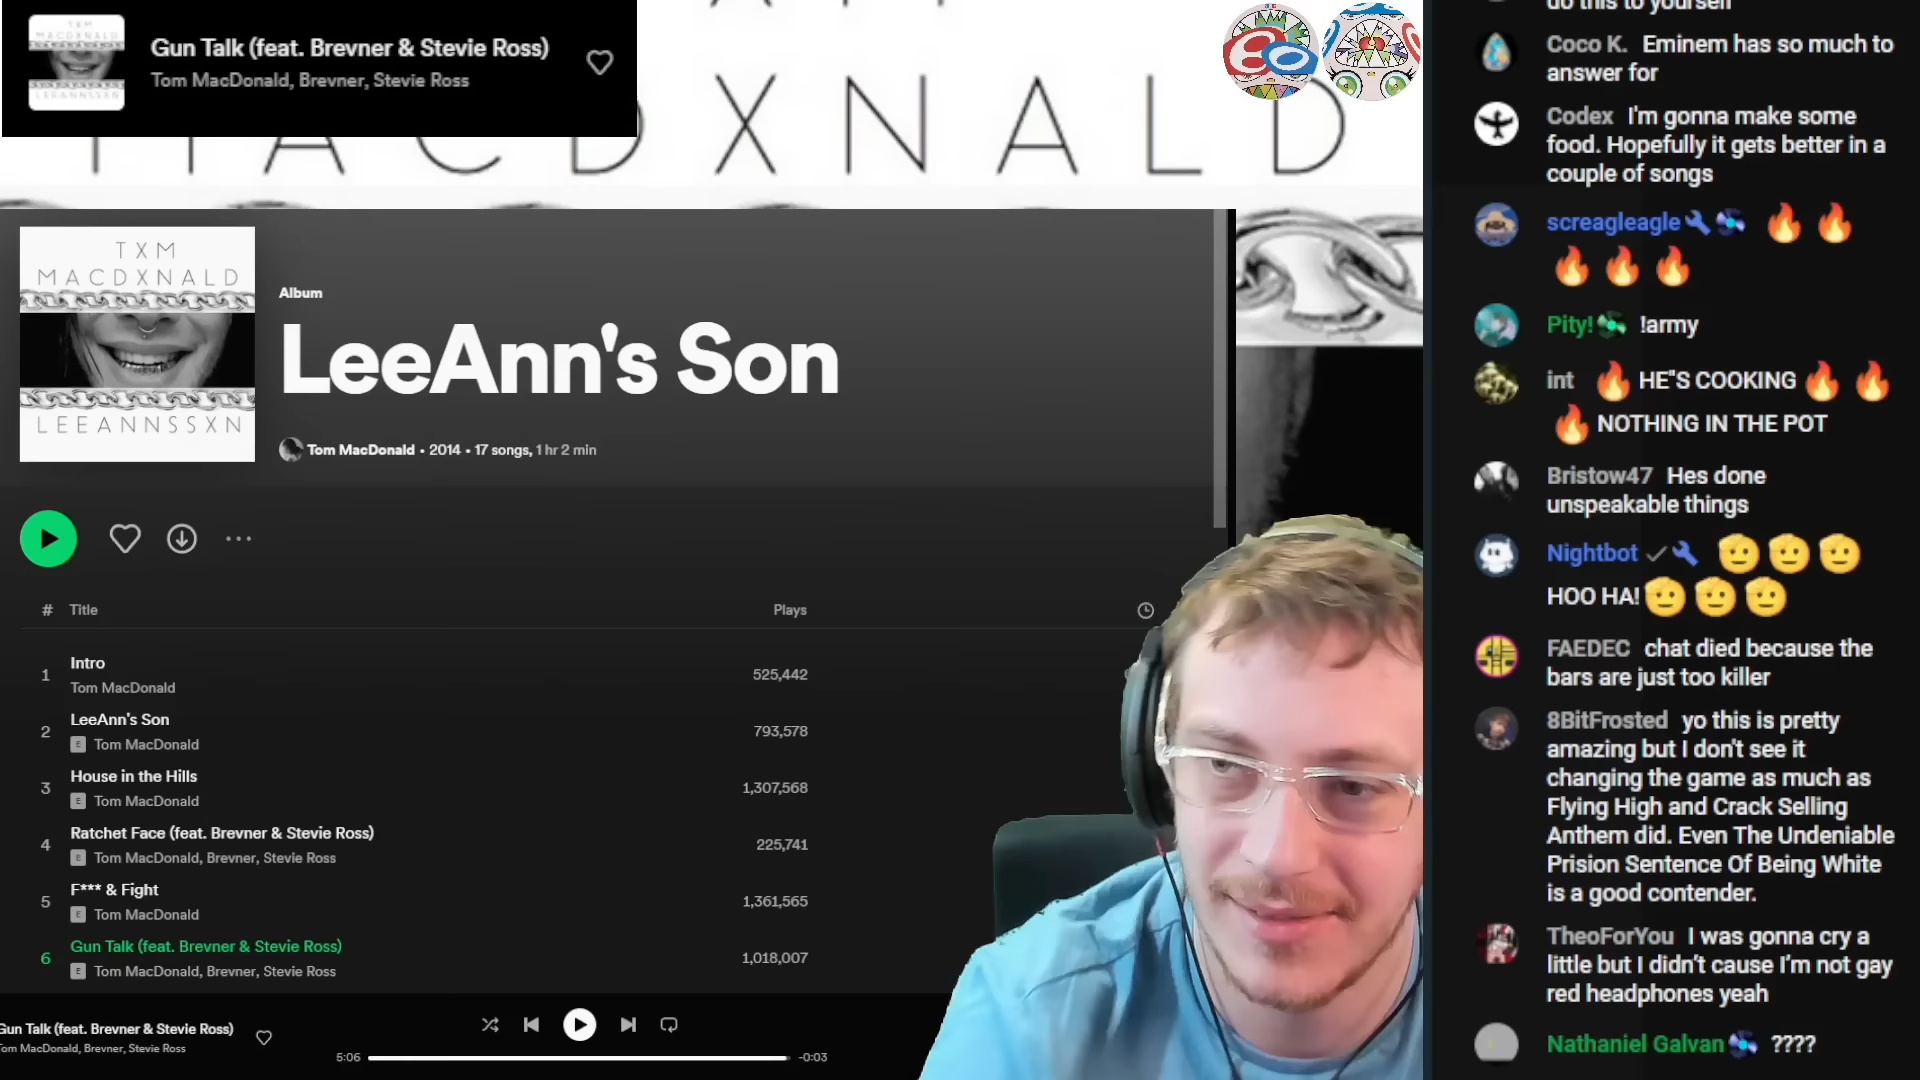 Gun Talk (feat. Brevner & Stevie Ross)
Tom MacDonald, Brevner, Stevie Ross
MACDXNALD
TXM
MACDXNALD
LEEANNSSXN
Album
LeeAnn's Son
Tom MacDonald • 2014 • 17 songs, 1 hr 2 min
# Title Plays
1 Intro 525,442
Tom MacDonald
2 LeeAnn's Son 793,578
E Tom MacDonald
3 House in the Hills 1,307,568
E Tom MacDonald
4 Ratchet Face (feat. Brevner & Stevie Ross) 225,741
E Tom MacDonald, Brevner, Stevie Ross
5 F*** & Fight 1,361,565
E Tom MacDonald
6 Gun Talk (feat. Brevner & Stevie Ross) 1,018,007
E Tom MacDonald, Brevner, Stevie Ross
Gun Talk (feat. Brevner & Stevie Ross)
Tom MacDonald, Brevner, Stevie Ross
5:06 -0:03
do this to yourself
Coco K. Eminem has so much to
answer for
Codex I'm gonna make some
food. Hopefully it gets better in a
couple of songs
screagleagle 🔥 🔥
🔥 🔥 🔥
Pity! !army
int 🔥 HE"S COOKING 🔥 🔥
🔥 NOTHING IN THE POT
Bristow47 Hes done
unspeakable things
Nightbot 🫡 🫡 🫡
HOO HA! 🫡 🫡 🫡
FAEDEC chat died because the
bars are just too killer
8BitFrosted yo this is pretty
amazing but I don't see it
changing the game as much as
Flying High and Crack Selling
Anthem did. Even The Undeniable
Prision Sentence Of Being White
is a good contender.
TheoForYou I was gonna cry a
little but I didn't cause I'm not gay
red headphones yeah
Nathaniel Galvan ????